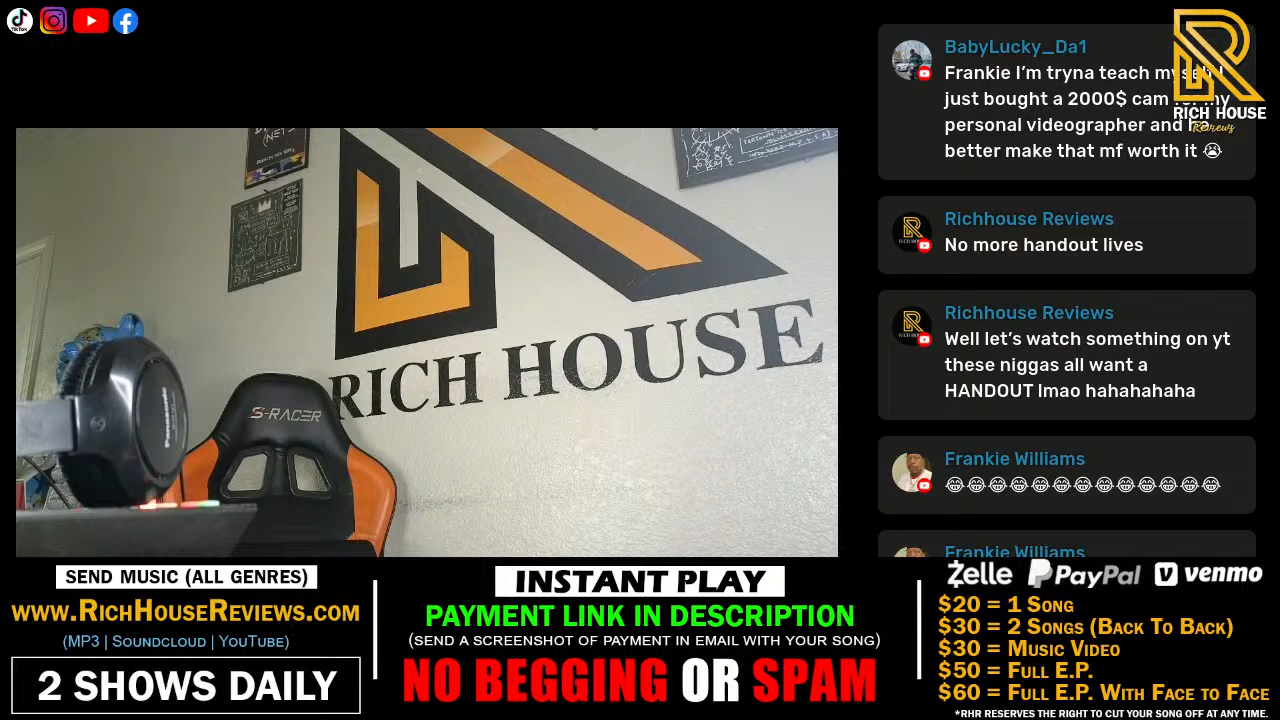 BabyLucky_Da1
Frankie I’m tryna teach myself I
just bought a 2000$ cam for my
personal videographer and
better make that mf worth it 😭
RICH HOUSE
Reviews
Richhouse Reviews
No more handout lives
Richhouse Reviews
Well let’s watch something on yt
these niggas all want a
HANDOUT lmao hahahahaha
Frankie Williams
😂😂😂😂😂😂😂😂😂😂😂😂😂
Frankie Williams
RICH HOUSE
S-RACER
Panasonic
SEND MUSIC (ALL GENRES)
www.RichHouseReviews.com
(MP3 | Soundcloud | YouTube)
2 SHOWS DAILY
INSTANT PLAY
PAYMENT LINK IN DESCRIPTION
(SEND A SCREENSHOT OF PAYMENT IN EMAIL WITH YOUR SONG)
NO BEGGING OR SPAM
Zelle PayPal venmo
$20 = 1 Song
$30 = 2 Songs (Back To Back)
$30 = Music Video
$50 = Full E.P.
$60 = Full E.P. With Face to Face
*RHR RESERVES THE RIGHT TO CUT YOUR SONG OFF AT ANY TIME.